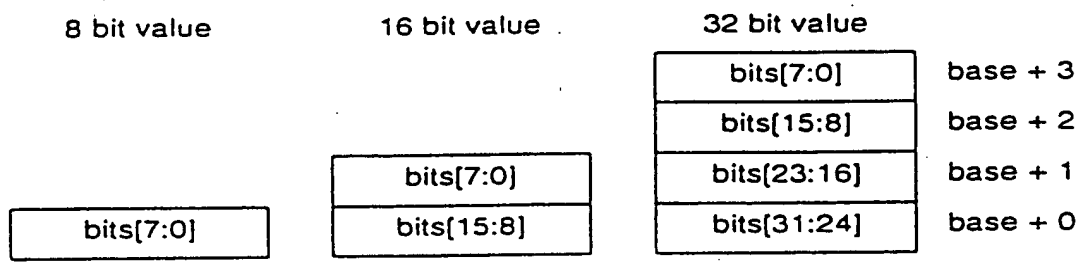 8 bit value 16 bit value 32 bit value
bits[7:0] base + 3
bits[15:8] base + 2
bits[7:0] bits[23:16] base + 1
bits[7:0] bits[15:8] bits[31:24] base + 0